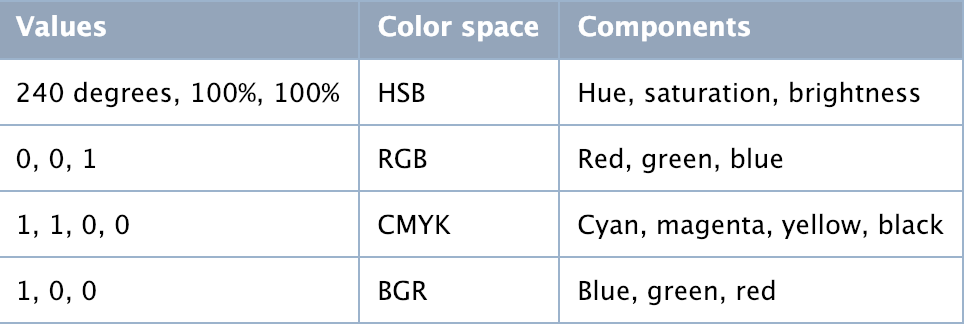 Values Color space Components
240 degrees, 100%, 100% HSB Hue, saturation, brightness
0, 0, 1 RGB Red, green, blue
1, 1, 0, 0 CMYK Cyan, magenta, yellow, black
1, 0, 0 BGR Blue, green, red